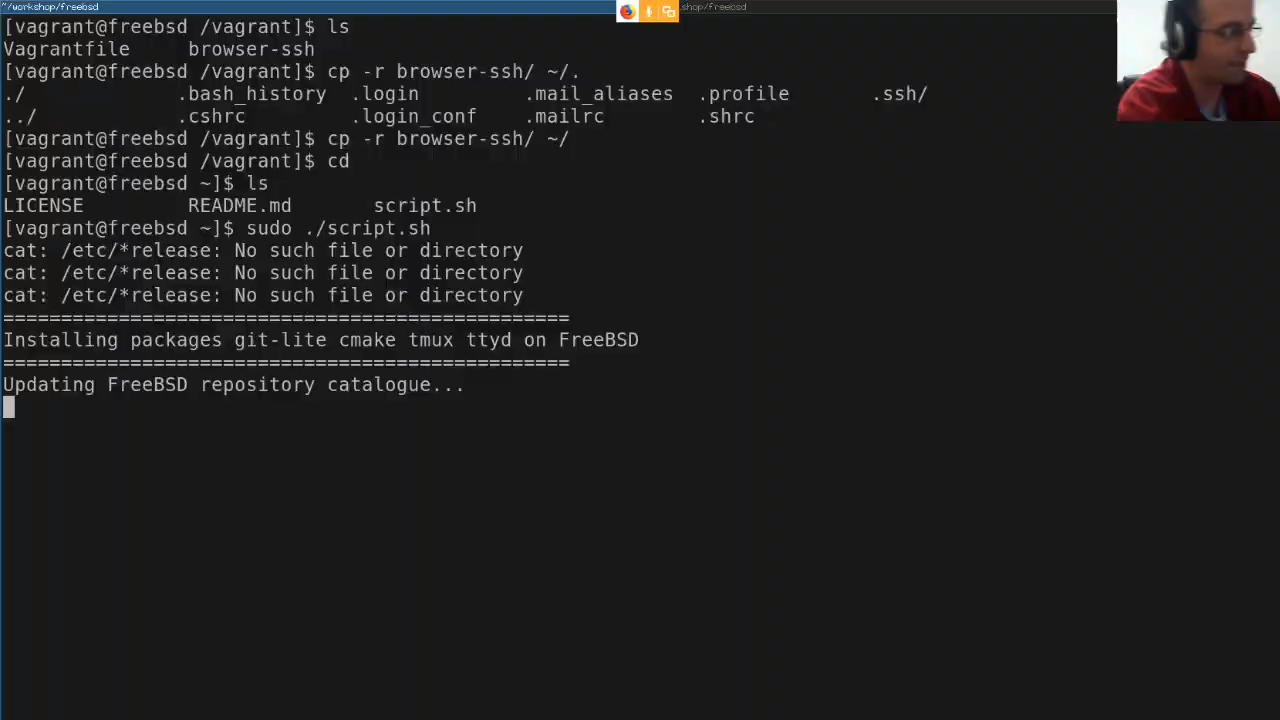 ~/workshop/freebsd
.shop/freebsd
[vagrant@freebsd /vagrant]$ ls
Vagrantfile browser-ssh
[vagrant@freebsd /vagrant]$ cp -r browser-ssh/ ~/.
./ .bash_history .login .mail_aliases .profile .ssh/
../ .cshrc .login_conf .mailrc .shrc
[vagrant@freebsd /vagrant]$ cp -r browser-ssh/ ~/
[vagrant@freebsd /vagrant]$ cd
[vagrant@freebsd ~]$ ls
LICENSE README.md script.sh
[vagrant@freebsd ~]$ sudo ./script.sh
cat: /etc/*release: No such file or directory
cat: /etc/*release: No such file or directory
cat: /etc/*release: No such file or directory
=================================================
Installing packages git-lite cmake tmux ttyd on FreeBSD
=================================================
Updating FreeBSD repository catalogue...